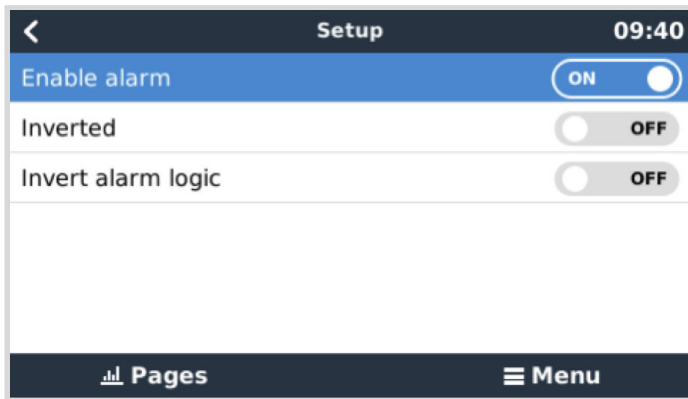 Setup 09:40
Enable alarm ON
Inverted OFF
Invert alarm logic OFF
Pages Menu